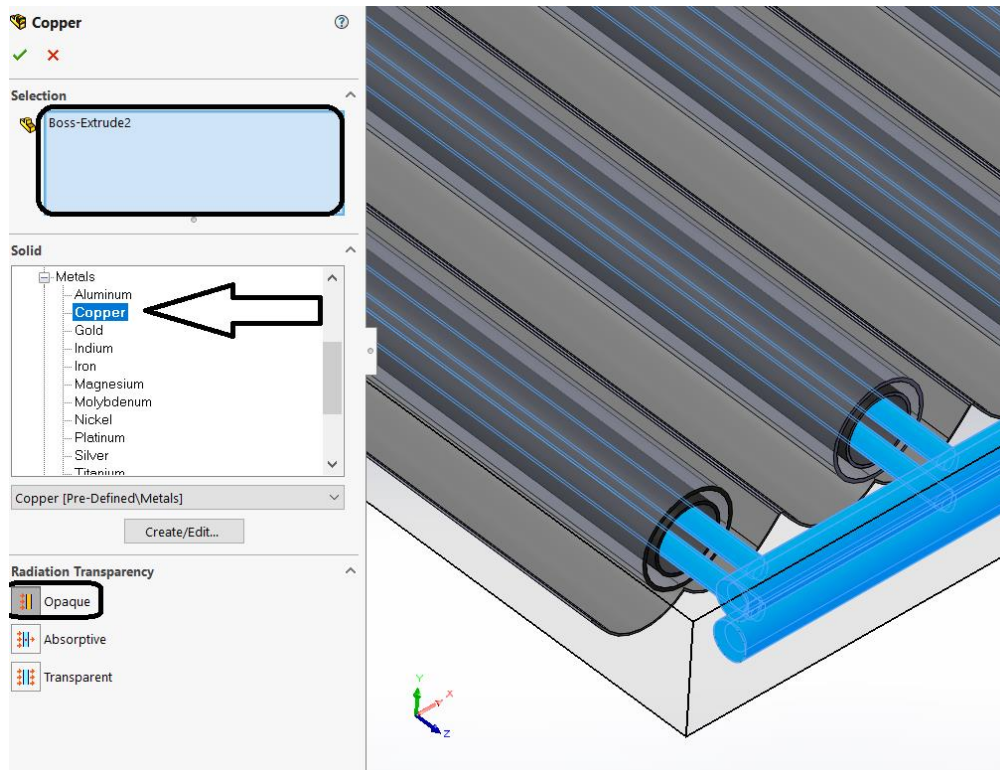 Copper
Selection
Boss-Extrude2
Solid
Metals
Aluminum
Copper
Gold
Indium
Iron
Magnesium
Molybdenum
Nickel
Platinum
Silver
Titanium
Copper [Pre-Defined\Metals]
Create/Edit...
Radiation Transparency
Opaque
Absorptive
Transparent
Y
X
Z